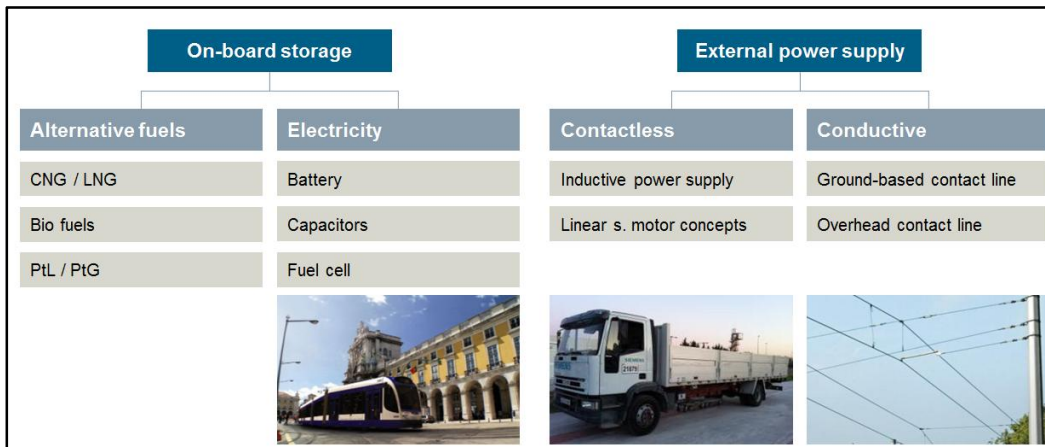 On-board storage
External power supply
Alternative fuels
Electricity
Contactless
Conductive
CNG / LNG
Battery
Inductive power supply
Ground-based contact line
Bio fuels
Capacitors
Linear s. motor concepts
Overhead contact line
PtL / PtG
Fuel cell
SIEMENS
21879